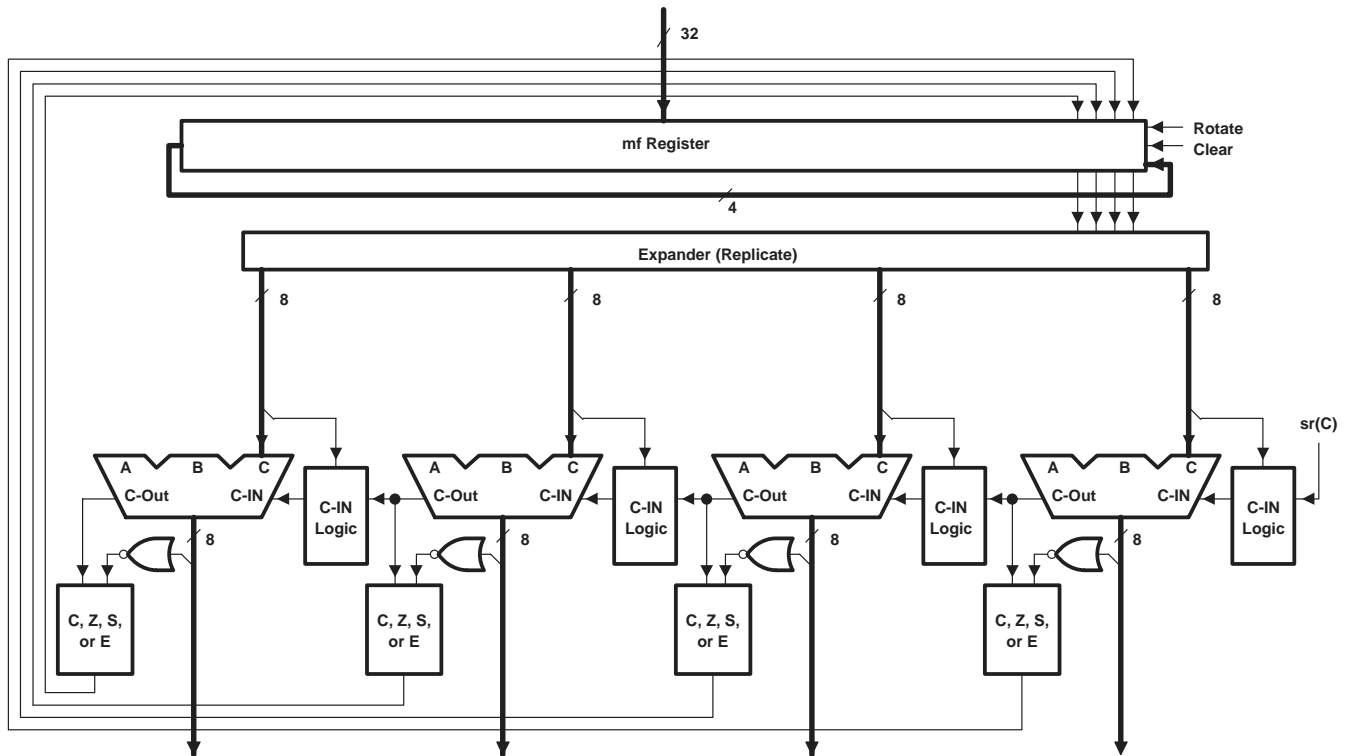 32
mf Register
Rotate
Clear
4
Expander (Replicate)
8
8
8
8
sr(C)
A B C
C-Out C-IN
C-IN
Logic
A B C
C-Out C-IN
C-IN
Logic
A B C
C-Out C-IN
C-IN
Logic
A B C
C-Out C-IN
C-IN
Logic
8
8
8
8
C, Z, S,
or E
C, Z, S,
or E
C, Z, S,
or E
C, Z, S,
or E